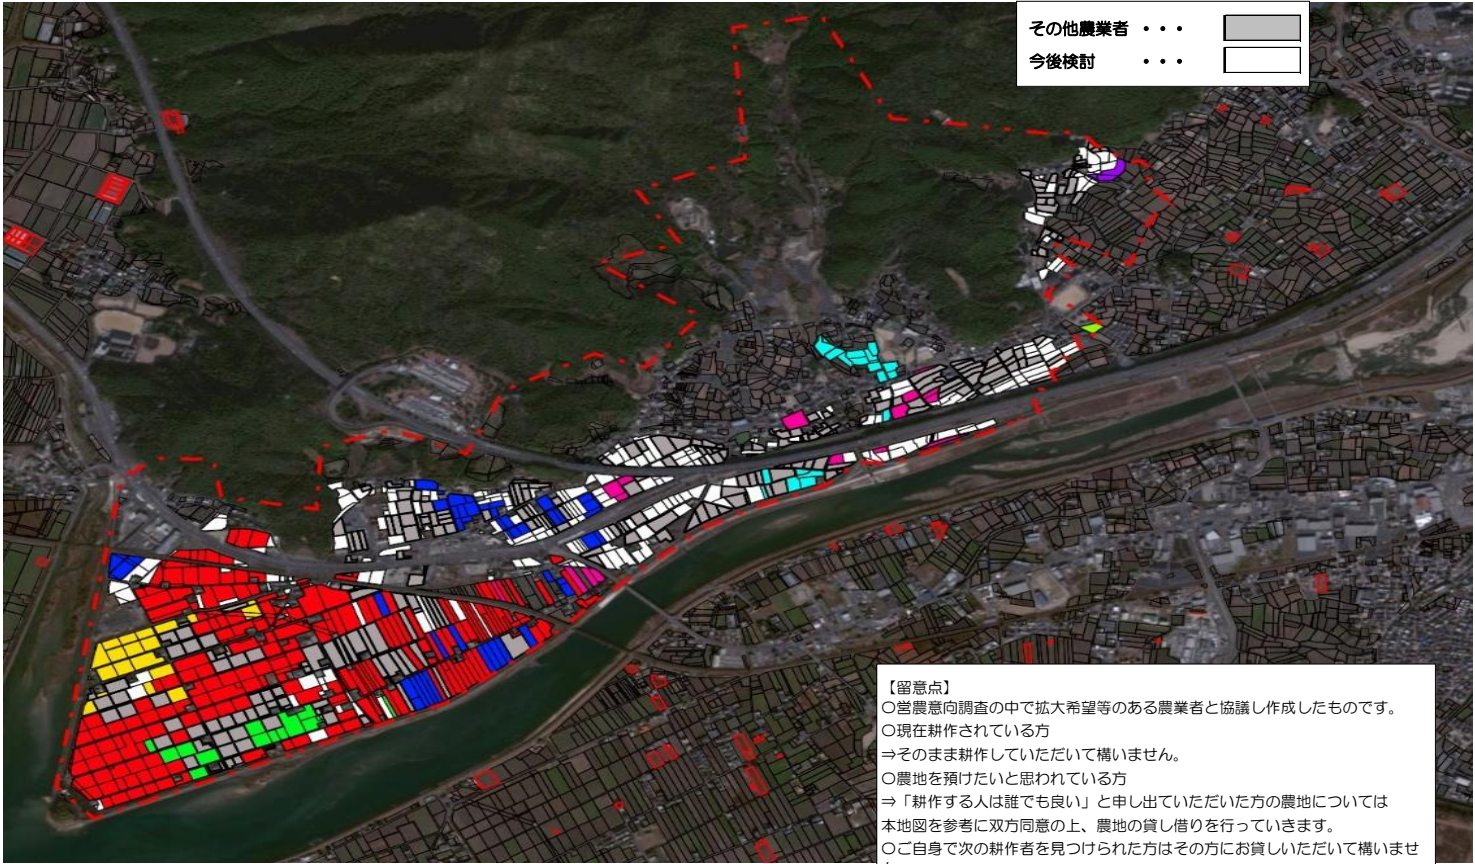 その他農業者 ・・・
今後検討 ・・・
【留意点】
〇営農意向調査の中で拡大希望等のある農業者と協議し作成したものです。
〇現在耕作されている方
⇒そのまま耕作していただいて構いません。
〇農地を預けたいと思われている方
⇒「耕作する人は誰でも良い」と申し出ていただいた方の農地については
本地図を参考に双方同意の上、農地の貸し借りを行っていきます。
〇ご自身で次の耕作者を見つけられた方はその方にお貸しいただいて構いませ